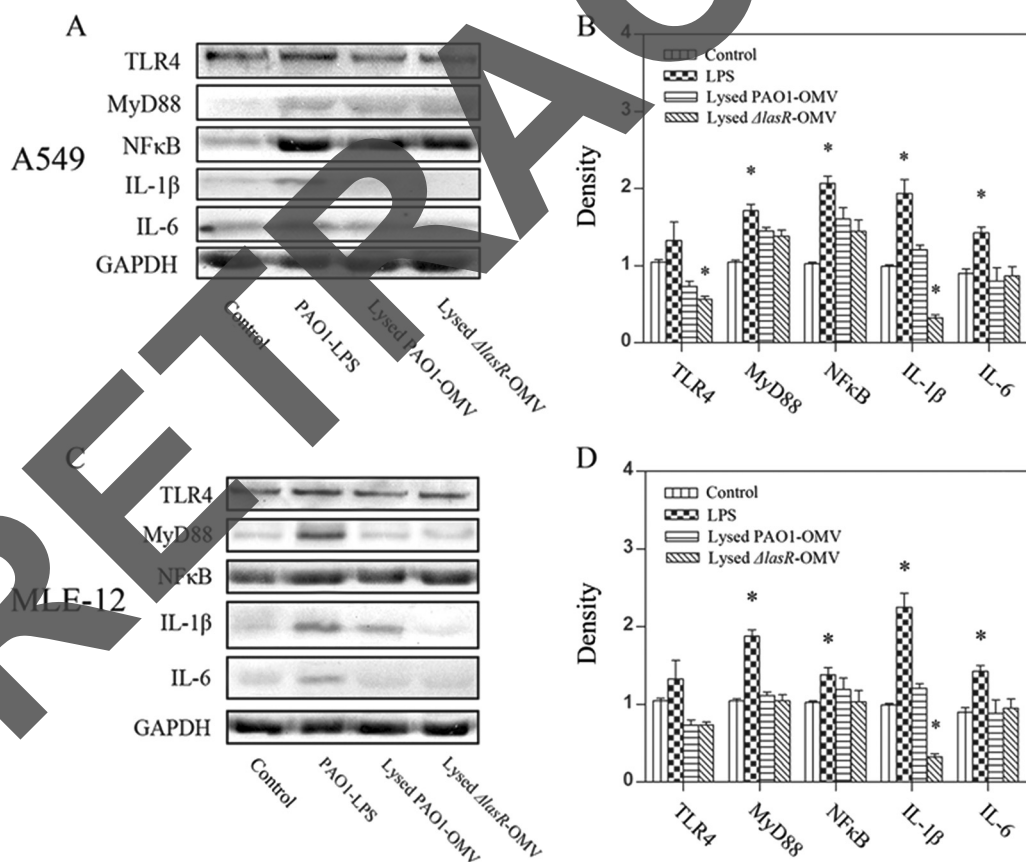 A
TLR4
MyD88
NFκB
IL-1β
IL-6
GAPDH
A549
Control
PAO1-LPS
Lysed PAO1-OMV
Lysed ΔlasR-OMV
B
4
3
2
1
0
Density
Control
LPS
Lysed PAO1-OMV
Lysed ΔlasR-OMV
* * * * * *
TLR4
MyD88
NFκB
IL-1β
IL-6
C
TLR4
MyD88
NFκB
IL-1β
IL-6
GAPDH
MLE-12
Control
PAO1-LPS
Lysed PAO1-OMV
Lysed ΔlasR-OMV
D
4
3
2
1
0
Density
Control
LPS
Lysed PAO1-OMV
Lysed ΔlasR-OMV
* * * * *
TLR4
MyD88
NFκB
IL-1β
IL-6
RETRAC